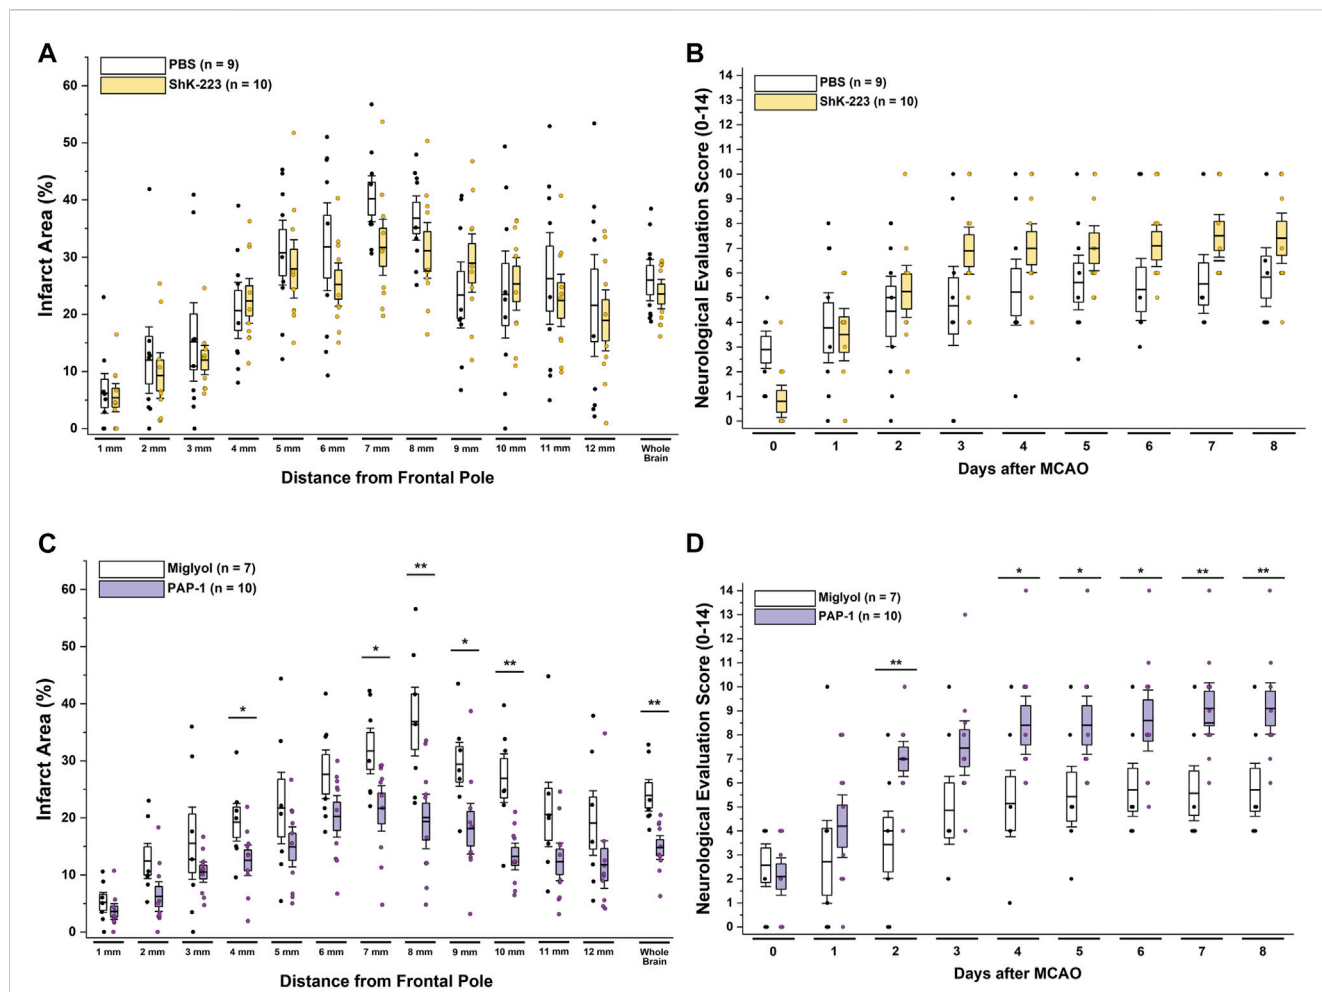 A
PBS (n = 9)
ShK-223 (n = 10)
Infarct Area (%)
60
50
40
30
20
10
0
1 mm 2 mm 3 mm 4 mm 5 mm 6 mm 7 mm 8 mm 9 mm 10 mm 11 mm 12 mm Whole
Brain
Distance from Frontal Pole
B
PBS (n = 9)
ShK-223 (n = 10)
Neurological Evaluation Score (0-14)
14
13
12
11
10
9
8
7
6
5
4
3
2
1
0
0 1 2 3 4 5 6 7 8
Days after MCAO
C
Miglyol (n = 7)
PAP-1 (n = 10)
Infarct Area (%)
60
50
40
30
20
10
0
* * ** * ** **
1 mm 2 mm 3 mm 4 mm 5 mm 6 mm 7 mm 8 mm 9 mm 10 mm 11 mm 12 mm Whole
Brain
Distance from Frontal Pole
D
Miglyol (n = 7)
PAP-1 (n = 10)
Neurological Evaluation Score (0-14)
14
13
12
11
10
9
8
7
6
5
4
3
2
1
0
** * * * ** **
0 1 2 3 4 5 6 7 8
Days after MCAO